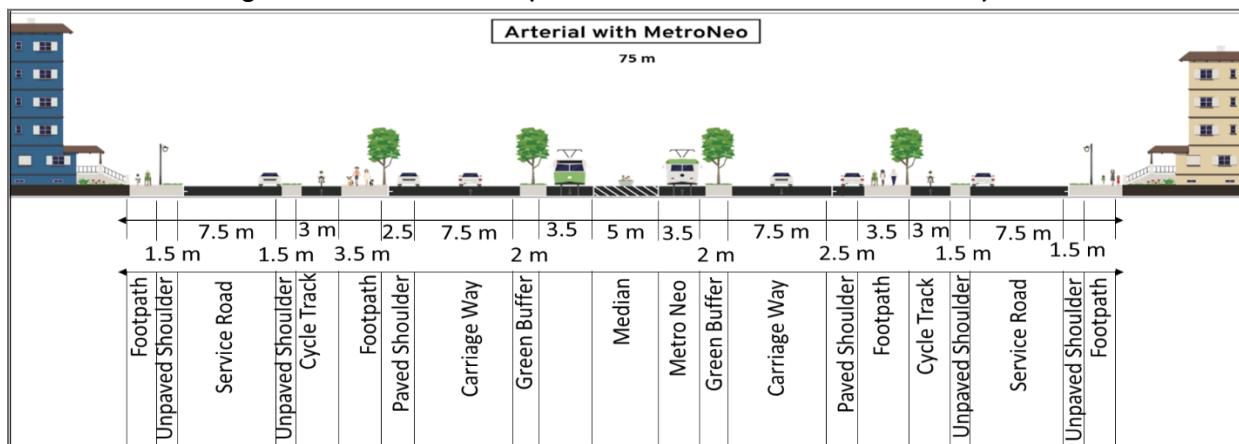 Arterial with MetroNeo
75 m
7.5 m 3 m 2.5 7.5 m 3.5 5 m 3.5 7.5 m 3.5 3 m 7.5 m
1.5 m 1.5 m 3.5 m 2 m 2 m 2.5 m 1.5 m 1.5 m
Footpath
Unpaved Shoulder
Service Road
Unpaved Shoulder
Cycle Track
Footpath
Paved Shoulder
Carriage Way
Green Buffer
Median
Metro Neo
Green Buffer
Carriage Way
Paved Shoulder
Footpath
Cycle Track
Unpaved Shoulder
Service Road
Unpaved Shoulder
Footpath